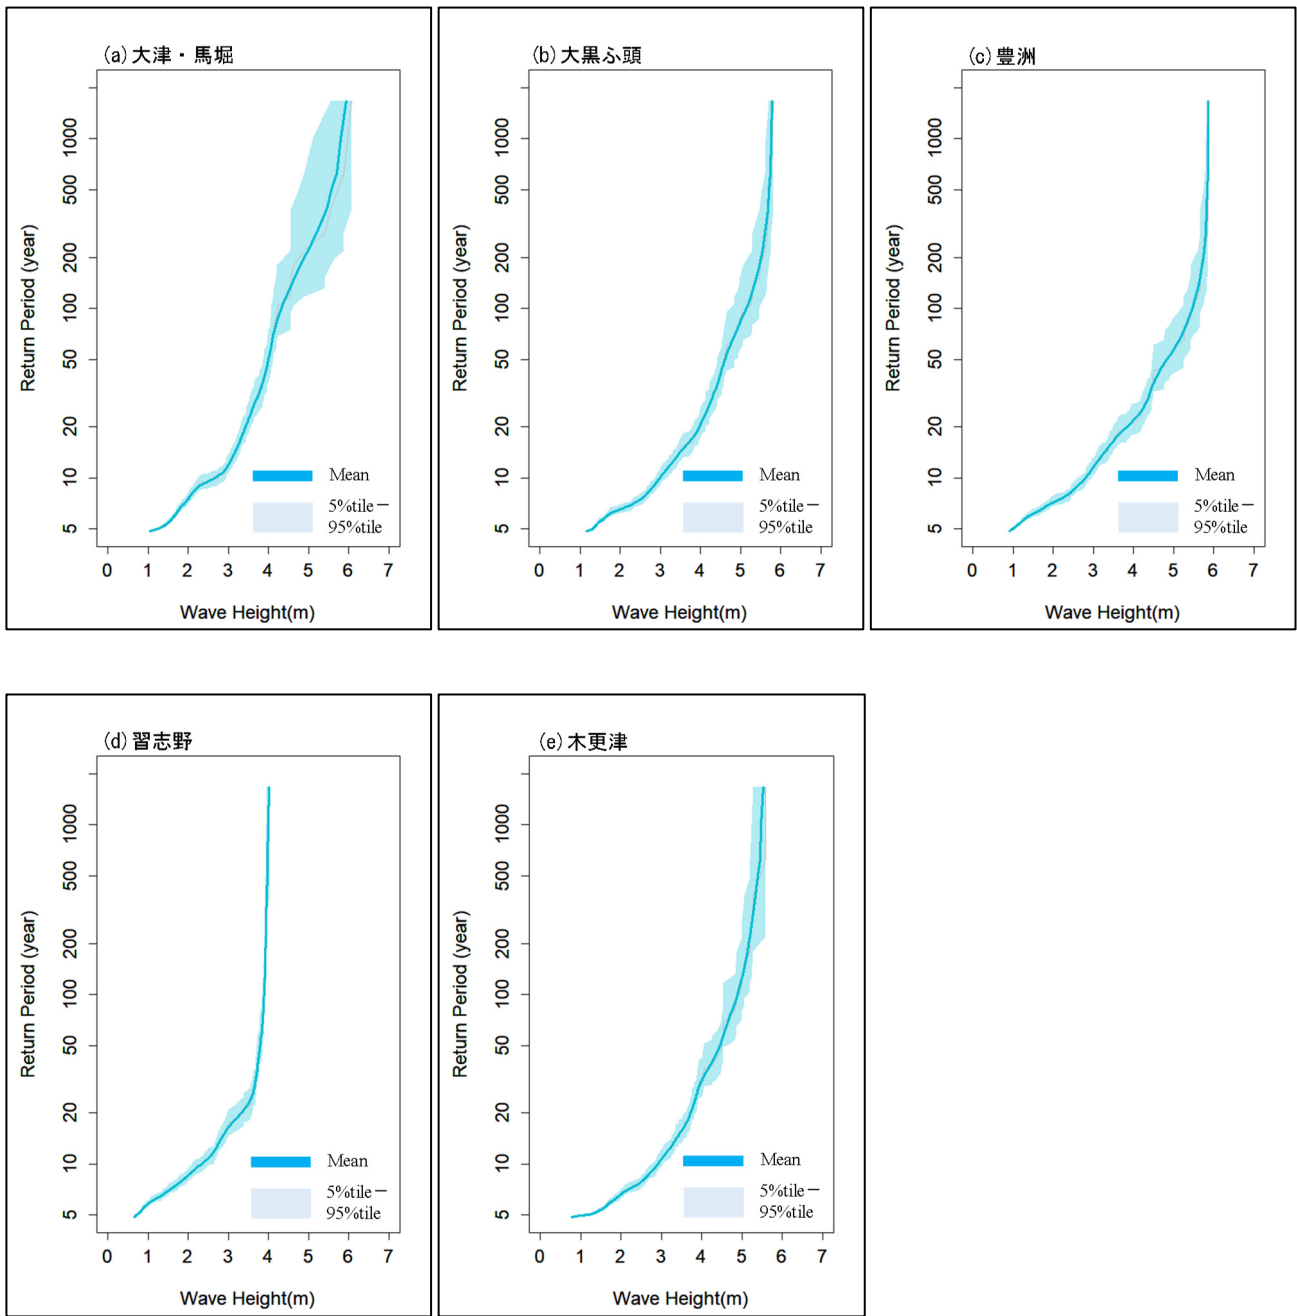 (a) 大津・馬堀
Return Period (year)
1000
500
200
100
50
20
10
5
Mean
5%tile－
95%tile
0 1 2 3 4 5 6 7
Wave Height(m)
(b) 大黒ふ頭
Return Period (year)
1000
500
200
100
50
20
10
5
Mean
5%tile－
95%tile
0 1 2 3 4 5 6 7
Wave Height(m)
(c) 豊洲
Return Period (year)
1000
500
200
100
50
20
10
5
Mean
5%tile－
95%tile
0 1 2 3 4 5 6 7
Wave Height(m)
(d) 習志野
Return Period (year)
1000
500
200
100
50
20
10
5
Mean
5%tile－
95%tile
0 1 2 3 4 5 6 7
Wave Height(m)
(e) 木更津
Return Period (year)
1000
500
200
100
50
20
10
5
Mean
5%tile－
95%tile
0 1 2 3 4 5 6 7
Wave Height(m)